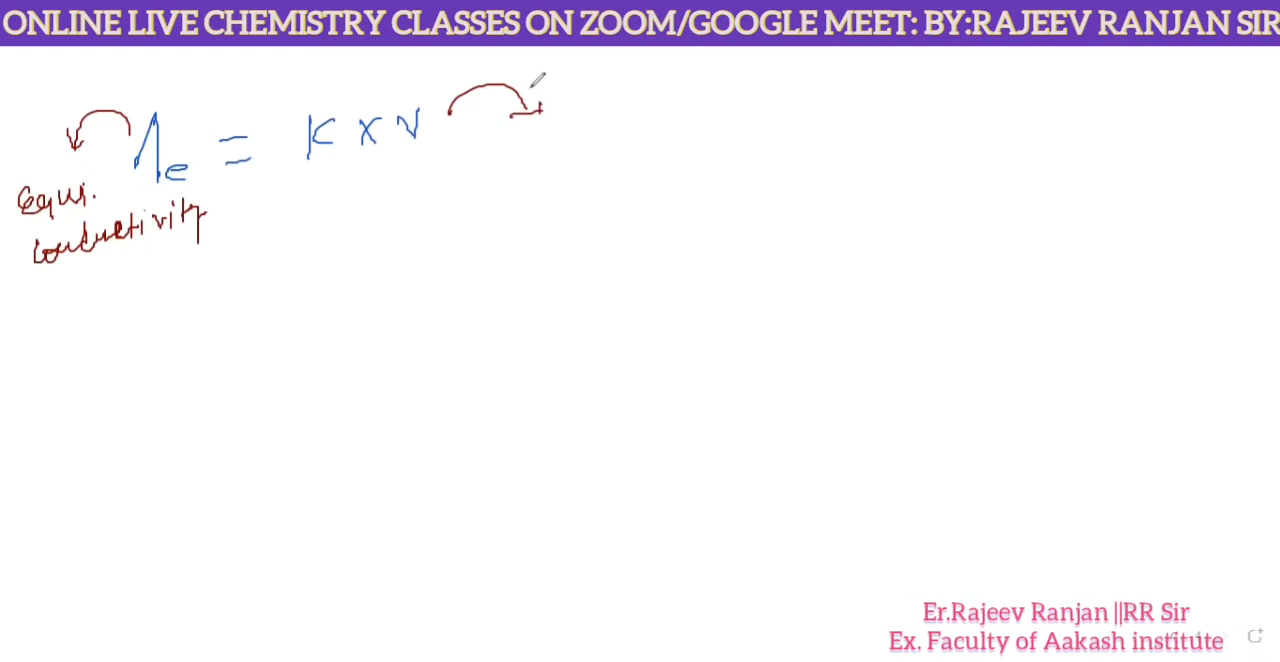 ONLINE LIVE CHEMISTRY CLASSES ON ZOOM/GOOGLE MEET: BY:RAJEEV RANJAN SIR
Λe = K x V
Equi.
conductivity
Er.Rajeev Ranjan ||RR Sir
Ex. Faculty of Aakash institute